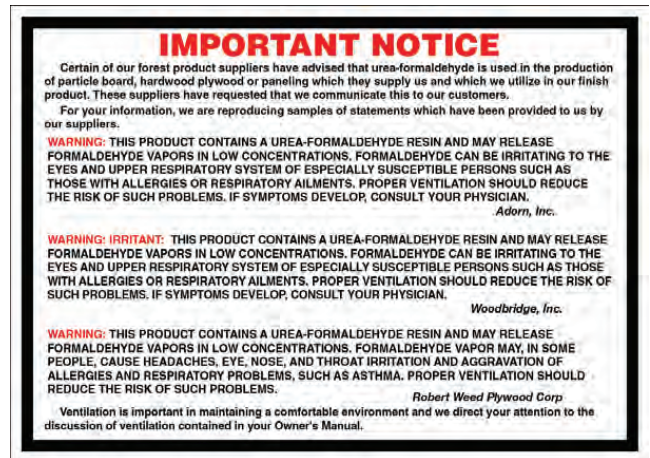 IMPORTANT NOTICE
Certain of our forest product suppliers have advised that urea-formaldehyde is used in the production
of particle board, hardwood plywood or paneling which they supply us and which we utilize in our finish
product. These suppliers have requested that we communicate this to our customers.
For your information, we are reproducing samples of statements which have been provided to us by
our suppliers.
WARNING: THIS PRODUCT CONTAINS A UREA-FORMALDEHYDE RESIN AND MAY RELEASE
FORMALDEHYDE VAPORS IN LOW CONCENTRATIONS. FORMALDEHYDE CAN BE IRRITATING TO THE
EYES AND UPPER RESPIRATORY SYSTEM OF ESPECIALLY SUSCEPTIBLE PERSONS SUCH AS
THOSE WITH ALLERGIES OR RESPIRATORY AILMENTS. PROPER VENTILATION SHOULD REDUCE
THE RISK OF SUCH PROBLEMS. IF SYMPTOMS DEVELOP, CONSULT YOUR PHYSICIAN.
Adorn, Inc.
WARNING: IRRITANT: THIS PRODUCT CONTAINS A UREA-FORMALDEHYDE RESIN AND MAY RELEASE
FORMALDEHYDE VAPORS IN LOW CONCENTRATIONS. FORMALDEHYDE CAN BE IRRITATING TO THE
EYES AND UPPER RESPIRATORY SYSTEM OF ESPECIALLY SUSCEPTIBLE PERSONS SUCH AS THOSE
WITH ALLERGIES OR RESPIRATORY AILMENTS. PROPER VENTILATION SHOULD REDUCE THE RISK OF
SUCH PROBLEMS. IF SYMPTOMS DEVELOP, CONSULT YOUR PHYSICIAN.
Woodbridge, Inc.
WARNING: THIS PRODUCT CONTAINS A UREA-FORMALDEHYDE RESIN AND MAY RELEASE
FORMALDEHYDE VAPORS IN LOW CONCENTRATIONS. FORMALDEHYDE VAPOR MAY, IN SOME
PEOPLE, CAUSE HEADACHES, EYE, NOSE, AND THROAT IRRITATION AND AGGRAVATION OF
ALLERGIES AND RESPIRATORY PROBLEMS, SUCH AS ASTHMA. PROPER VENTILATION SHOULD
REDUCE THE RISK OF SUCH PROBLEMS.
Robert Weed Plywood Corp
Ventilation is important in maintaining a comfortable environment and we direct your attention to the
discussion of ventilation contained in your Owner's Manual.